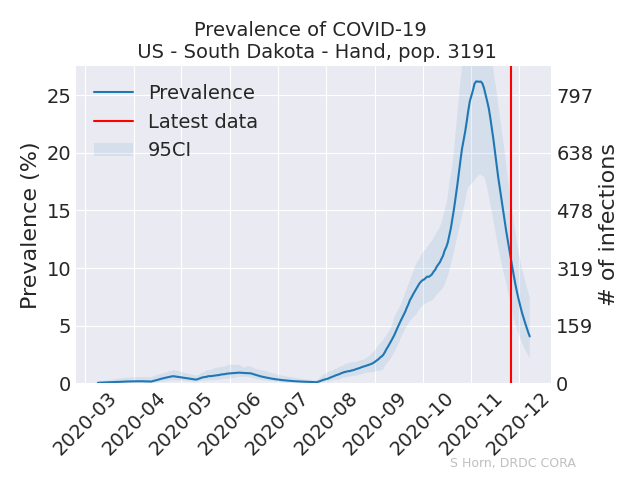 Prevalence of COVID-19
US - South Dakota - Hand, pop. 3191
Prevalence
Latest data
95CI
Prevalence (%)
25
20
15
10
5
0
# of infections
797
638
478
319
159
0
2020-03
2020-04
2020-05
2020-06
2020-07
2020-08
2020-09
2020-10
2020-11
2020-12
S Horn, DRDC CORA